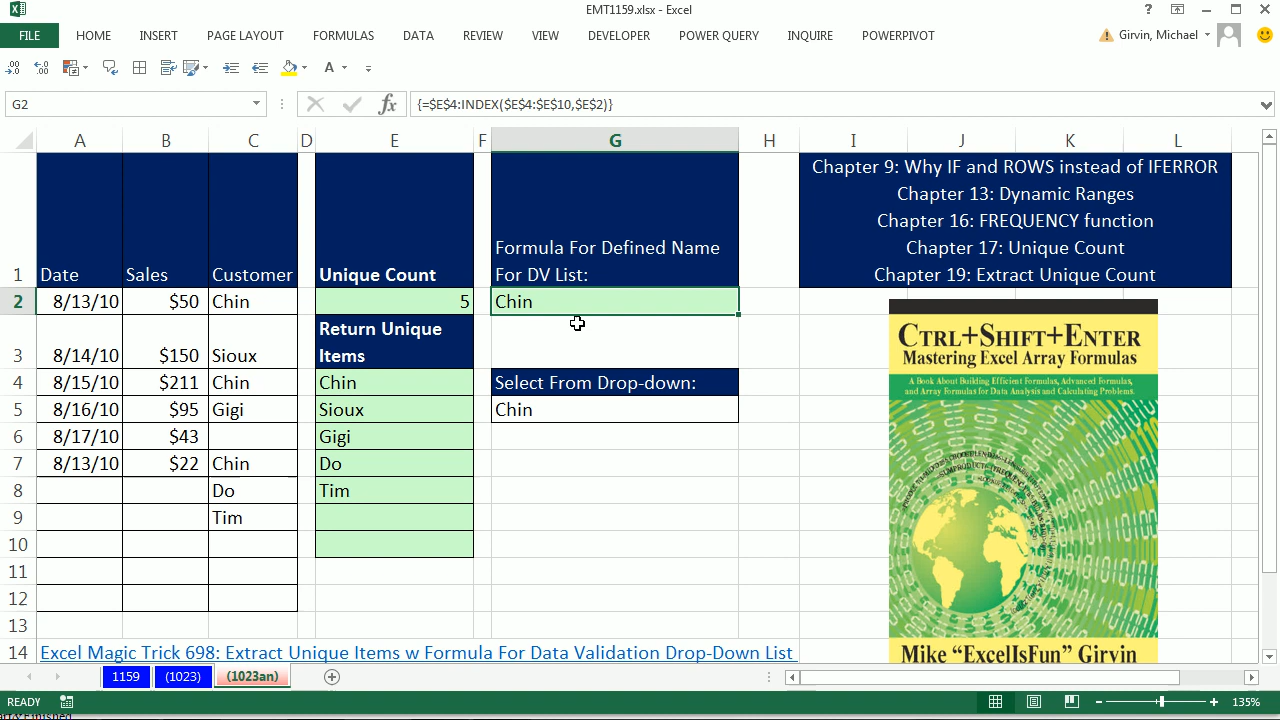 EMT1159.xlsx - Excel
FILE HOME INSERT PAGE LAYOUT FORMULAS DATA REVIEW VIEW DEVELOPER POWER QUERY INQUIRE POWERPIVOT Girvin, Michael
G2 fx {=$E$4:INDEX($E$4:$E$10,$E$2)}
A B C D E F G H I J K L
1 Date Sales Customer Unique Count
Formula For Defined Name
For DV List:
Chapter 9: Why IF and ROWS instead of IFERROR
Chapter 13: Dynamic Ranges
Chapter 16: FREQUENCY function
Chapter 17: Unique Count
Chapter 19: Extract Unique Count
2 8/13/10 $50 Chin 5 Chin
Return Unique
Items
3 8/14/10 $150 Sioux
4 8/15/10 $211 Chin Chin Select From Drop-down:
5 8/16/10 $95 Gigi Sioux Chin
6 8/17/10 $43 Gigi
7 8/13/10 $22 Chin Do
8 Do Tim
9 Tim
10
11
12
13
14 Excel Magic Trick 698: Extract Unique Items w Formula For Data Validation Drop-Down List
CTRL+SHIFT+ENTER
Mastering Excel Array Formulas
A Book About Building Efficient Formulas, Advanced Formulas,
and Array Formulas for Data Analysis and Calculating Problems
Mike “ExcelIsFun” Girvin
1159 (1023) (1023an)
READY 135%